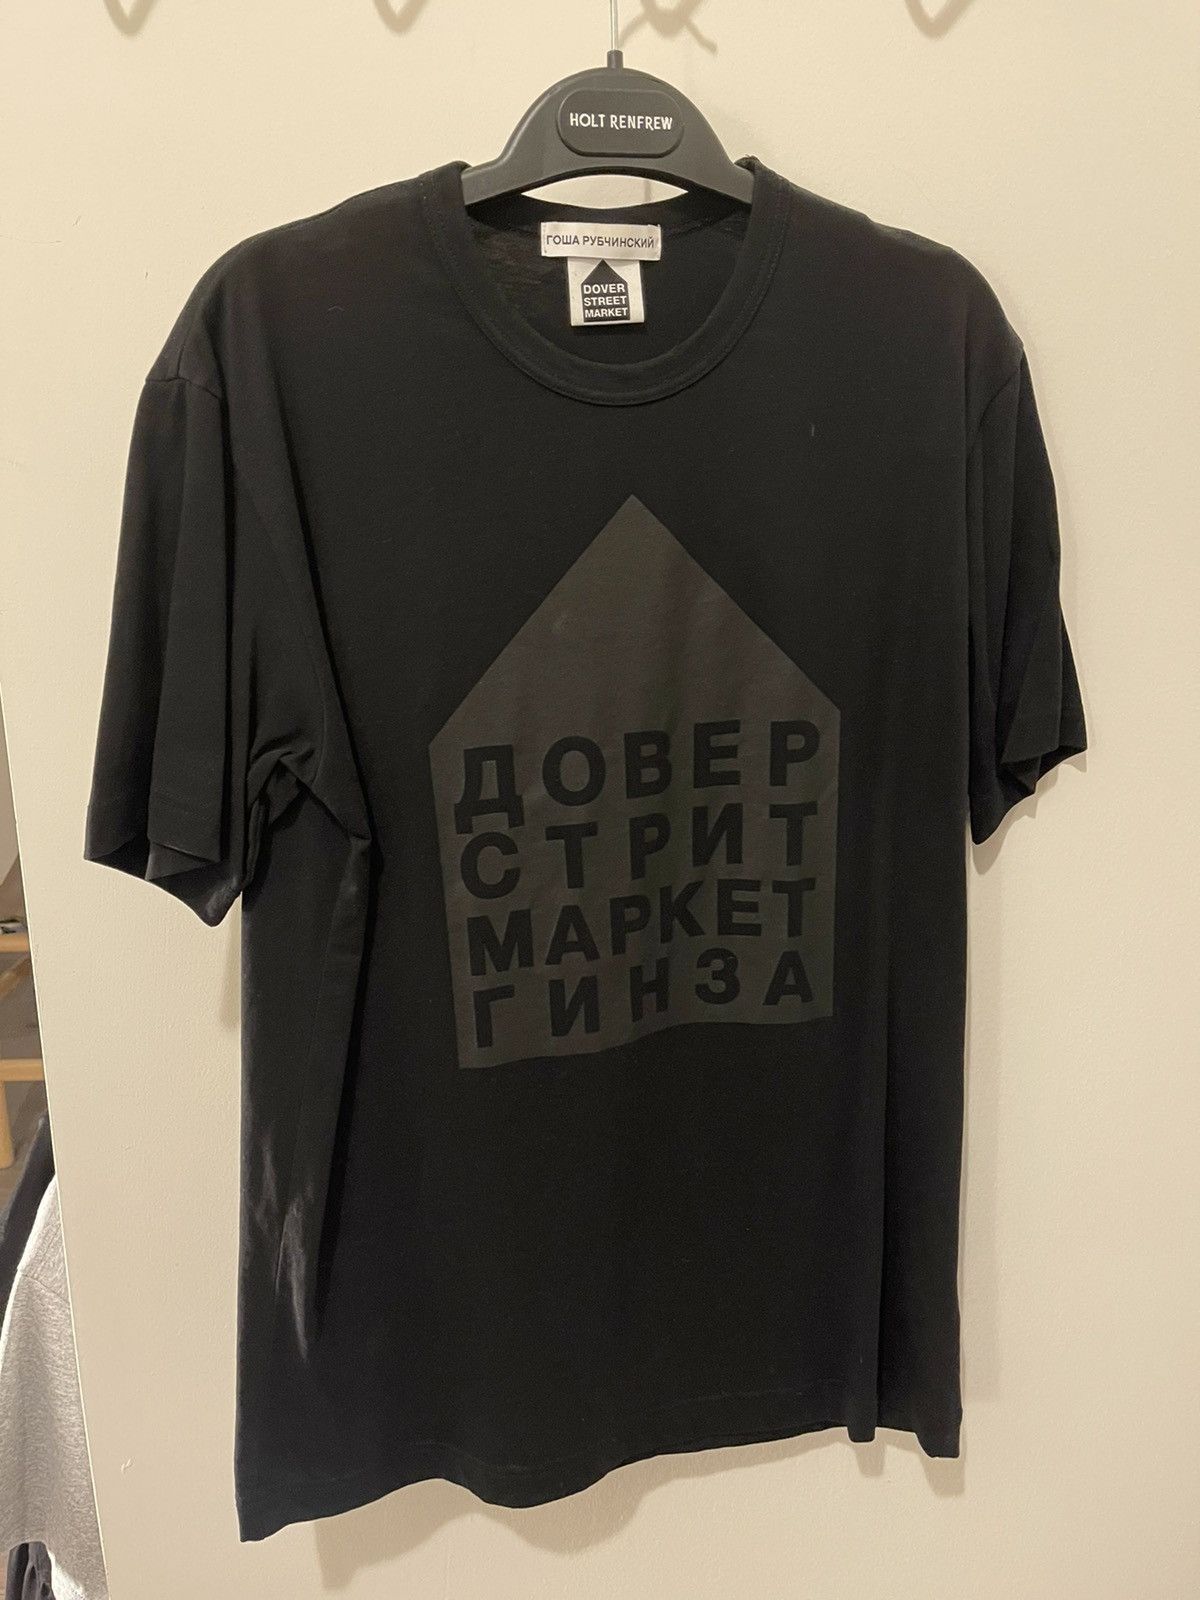 HOLT RENFREW
ГОША РУБЧИНСКИЙ
DOVER
STREET
MARKET
ДОВЕР
СТРИТ
МАРКЕТ
ГИНЗА